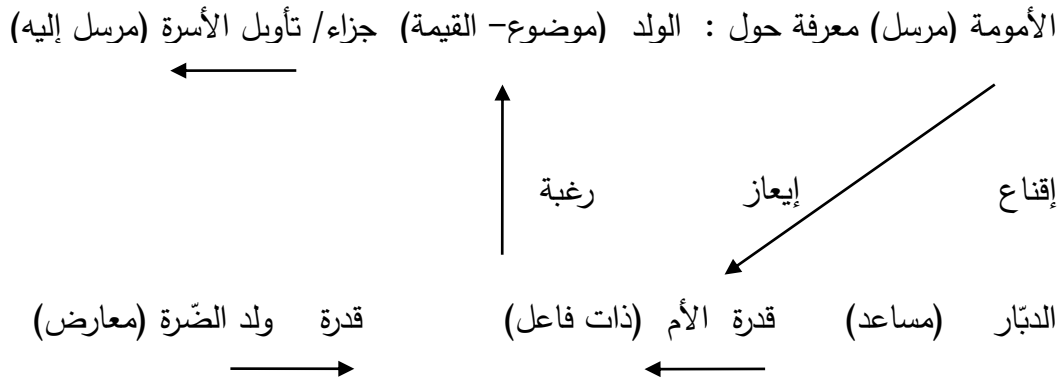 الأمومة (مرسل) معرفة حول : الولد (موضوع– القيمة) جزاء/ تأويل الأسرة (مرسل إليه)
إقناع إيعاز رغبة
الدبّار (مساعد) قدرة الأم (ذات فاعل) قدرة ولد الضّرة (معارض)